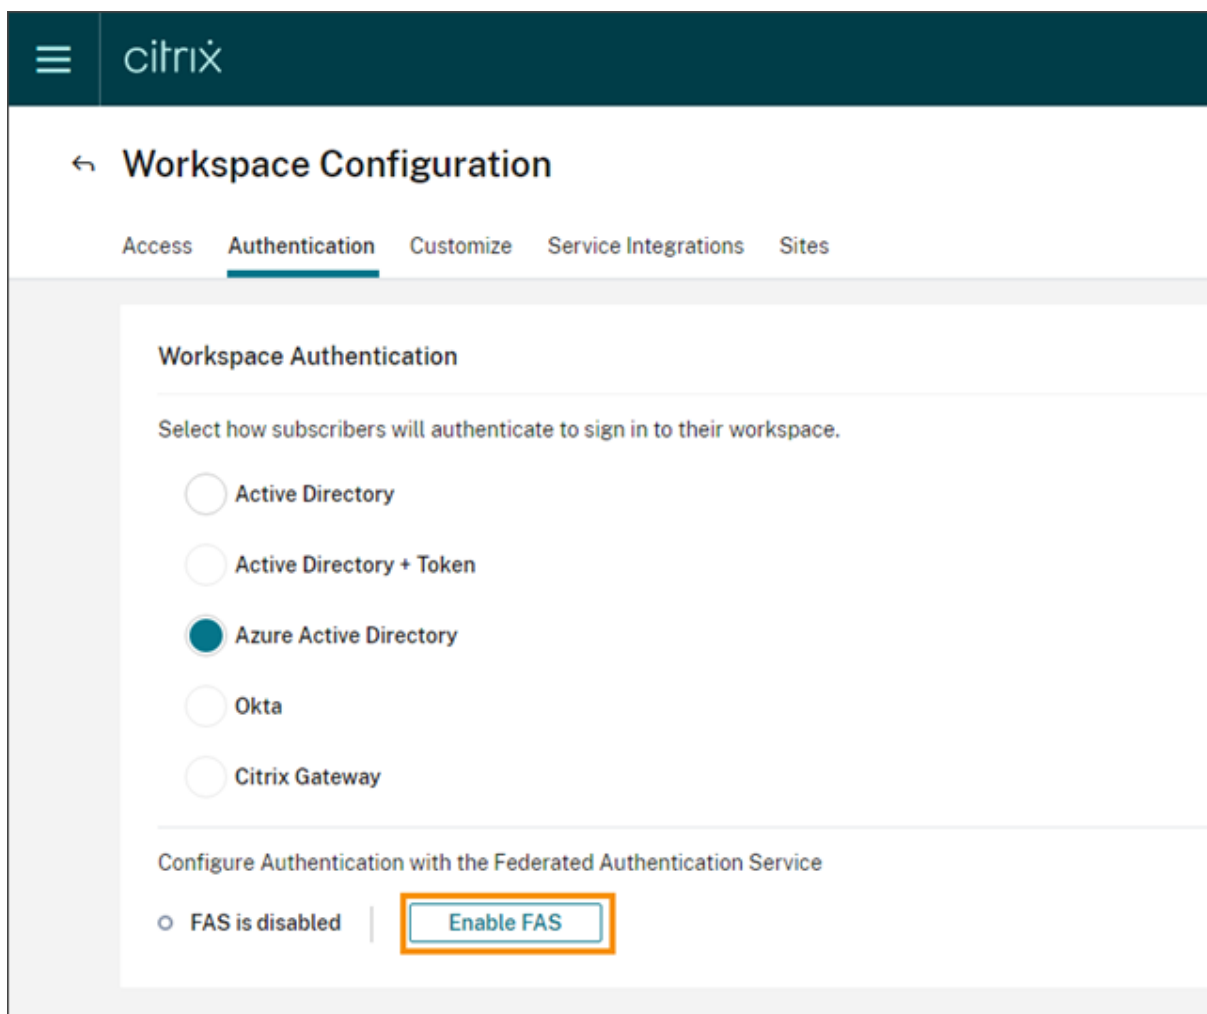 citrix
Workspace Configuration
Access Authentication Customize Service Integrations Sites
Workspace Authentication
Select how subscribers will authenticate to sign in to their workspace.
Active Directory
Active Directory + Token
Azure Active Directory
Okta
Citrix Gateway
Configure Authentication with the Federated Authentication Service
FAS is disabled Enable FAS